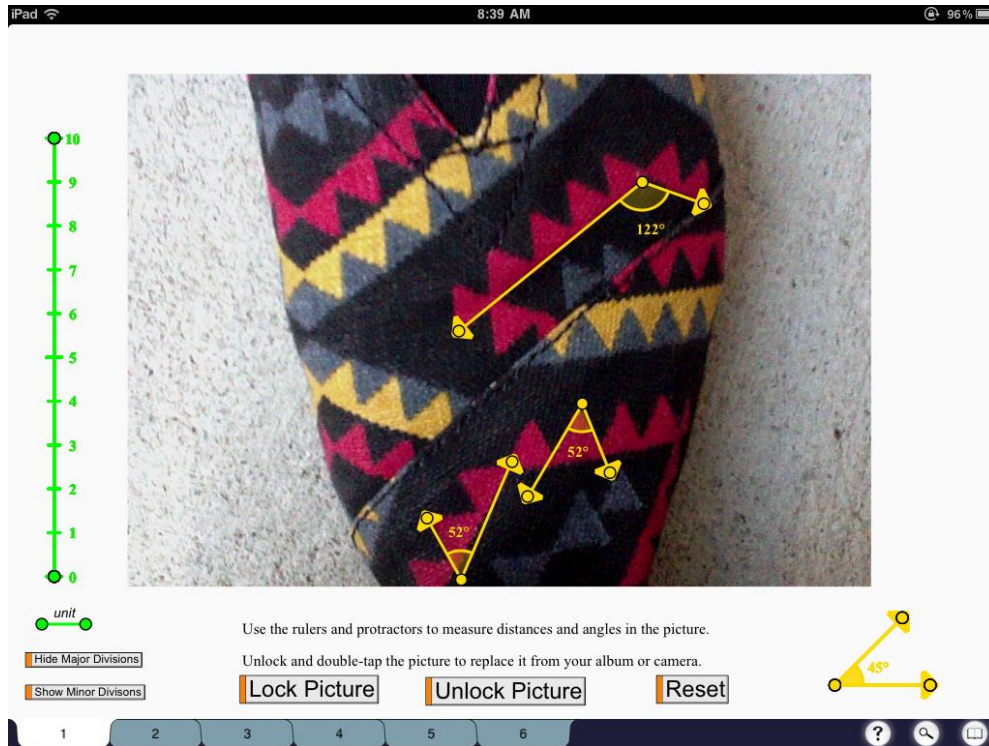 iPad 8:39 AM 96%
10
9
8
7
6
5
4
3
2
1
0
122°
52°
52°
unit
Hide Major Divisions
Show Minor Divisons
Use the rulers and protractors to measure distances and angles in the picture.
Unlock and double-tap the picture to replace it from your album or camera.
Lock Picture Unlock Picture Reset
45°
1 2 3 4 5 6 ?